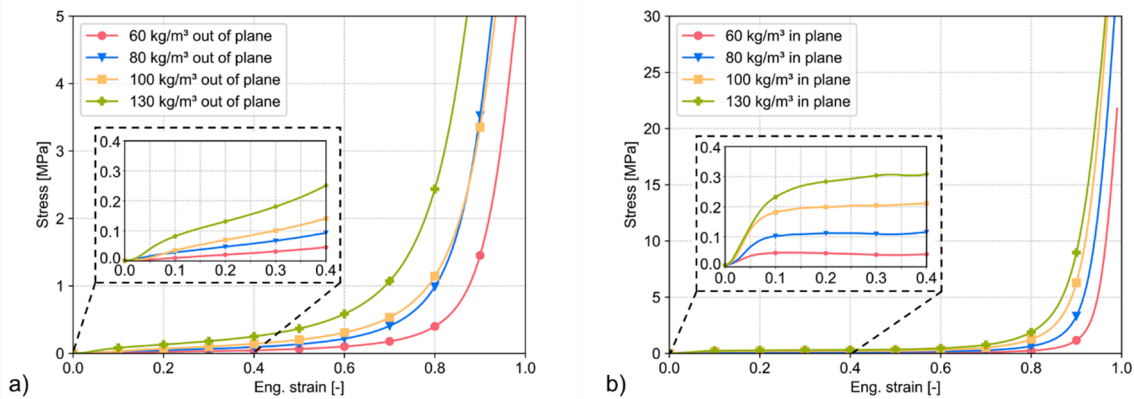 5
4
3
2
1
0
Stress [MPa]
60 kg/m³ out of plane
80 kg/m³ out of plane
100 kg/m³ out of plane
130 kg/m³ out of plane
0.4
0.3
0.2
0.1
0.0
0.0 0.1 0.2 0.3 0.4
0.0 0.2 0.4 0.6 0.8 1.0
Eng. strain [-]
a)
30
25
20
15
10
5
0
Stress [MPa]
60 kg/m³ in plane
80 kg/m³ in plane
100 kg/m³ in plane
130 kg/m³ in plane
0.4
0.3
0.2
0.1
0.0
0.0 0.1 0.2 0.3 0.4
0.0 0.2 0.4 0.6 0.8 1.0
Eng. strain [-]
b)